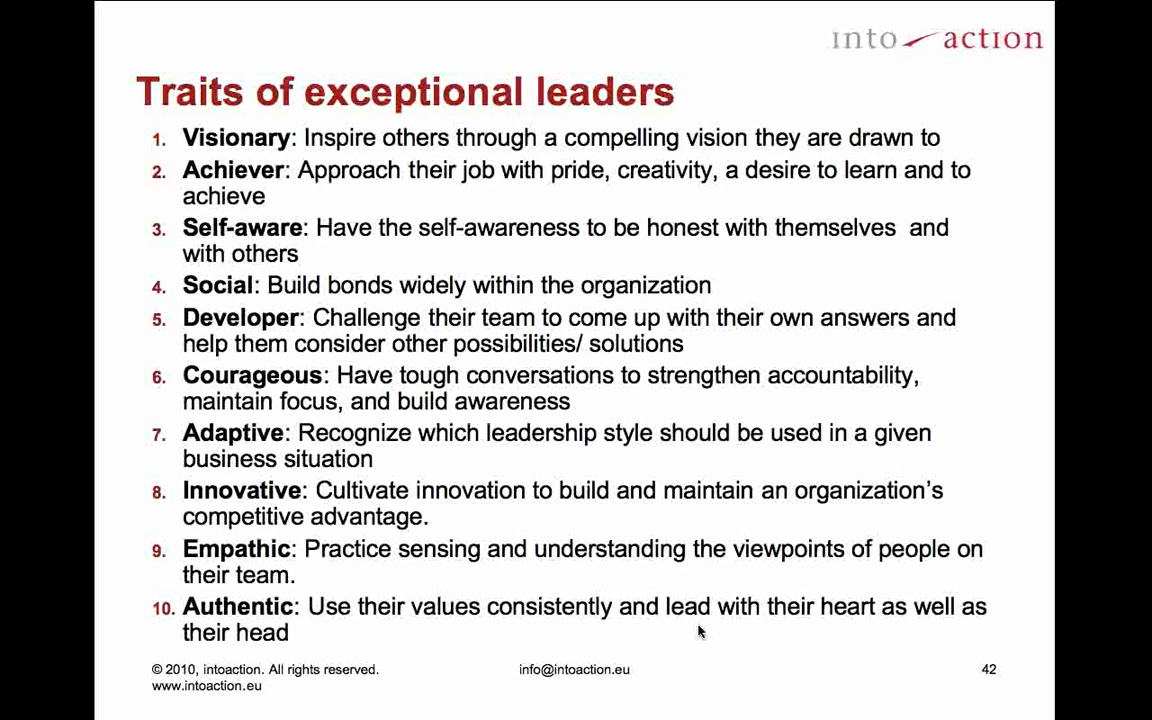 into action
Traits of exceptional leaders
1. Visionary: Inspire others through a compelling vision they are drawn to
2. Achiever: Approach their job with pride, creativity, a desire to learn and to
achieve
3. Self-aware: Have the self-awareness to be honest with themselves and
with others
4. Social: Build bonds widely within the organization
5. Developer: Challenge their team to come up with their own answers and
help them consider other possibilities/ solutions
6. Courageous: Have tough conversations to strengthen accountability,
maintain focus, and build awareness
7. Adaptive: Recognize which leadership style should be used in a given
business situation
8. Innovative: Cultivate innovation to build and maintain an organization’s
competitive advantage.
9. Empathic: Practice sensing and understanding the viewpoints of people on
their team.
10. Authentic: Use their values consistently and lead with their heart as well as
their head
© 2010, intoaction. All rights reserved. info@intoaction.eu 42
www.intoaction.eu